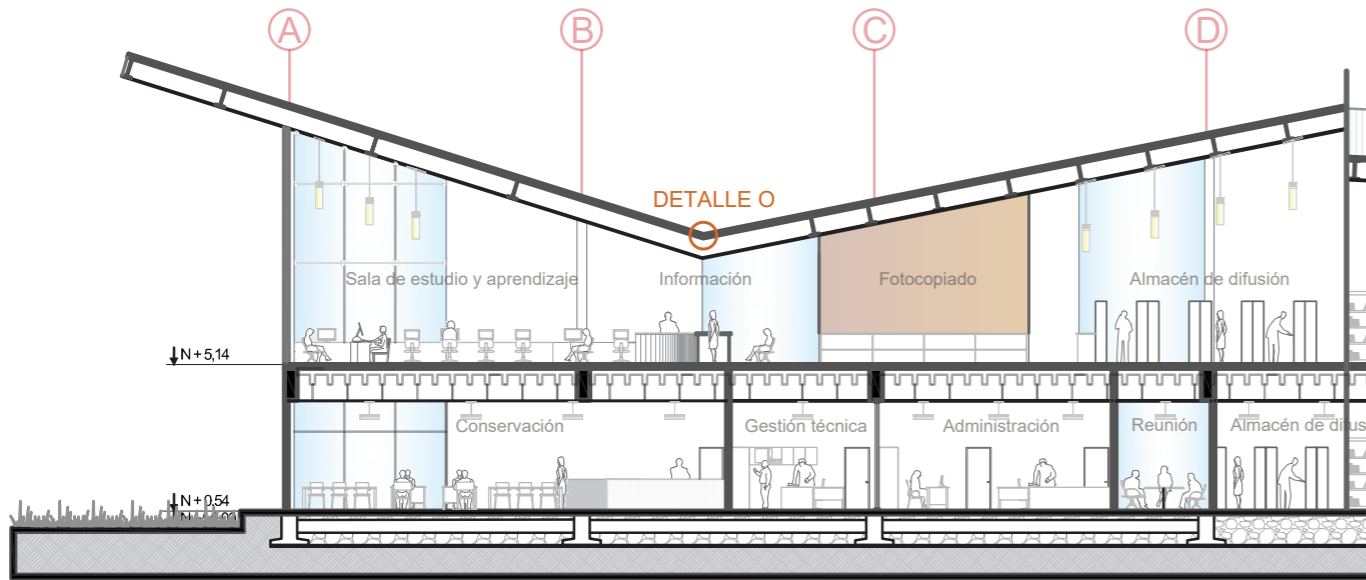 A B C D
DETALLE O
Sala de estudio y aprendizaje Información Fotocopiado Almacén de difusión
N + 5,14
Conservación Gestión técnica Administración Reunión Almacén de difus
N + 0,54